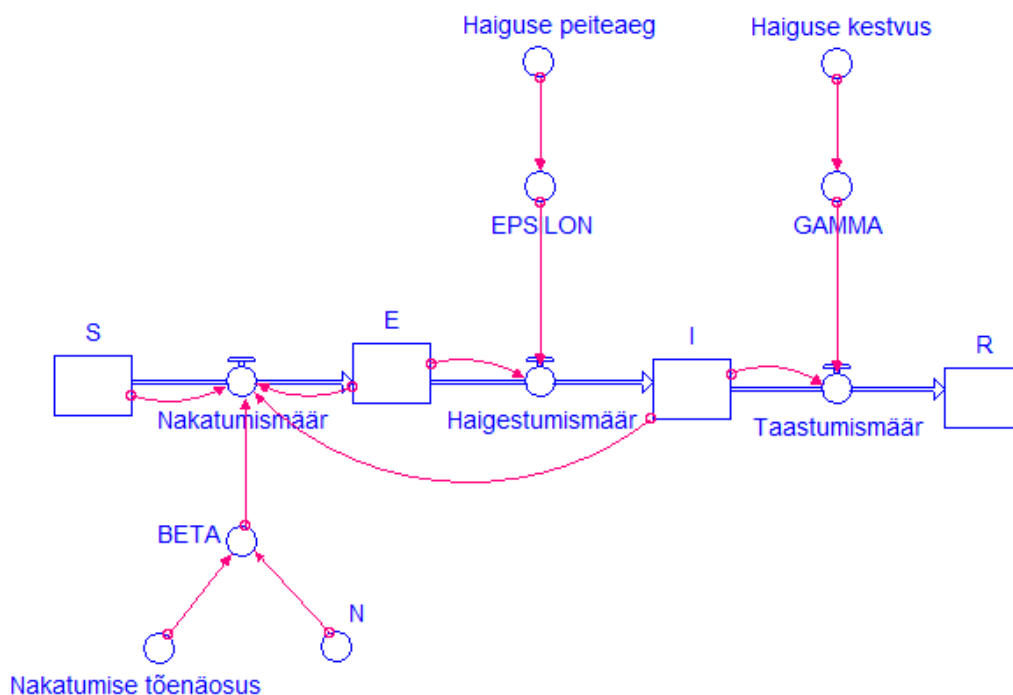 Haiguse peiteaeg
Haiguse kestvus
EPSILON
GAMMA
S
E
I
R
Nakatumismäär
Haigestumismäär
Taastumismäär
BETA
N
Nakatumise tõenäosus